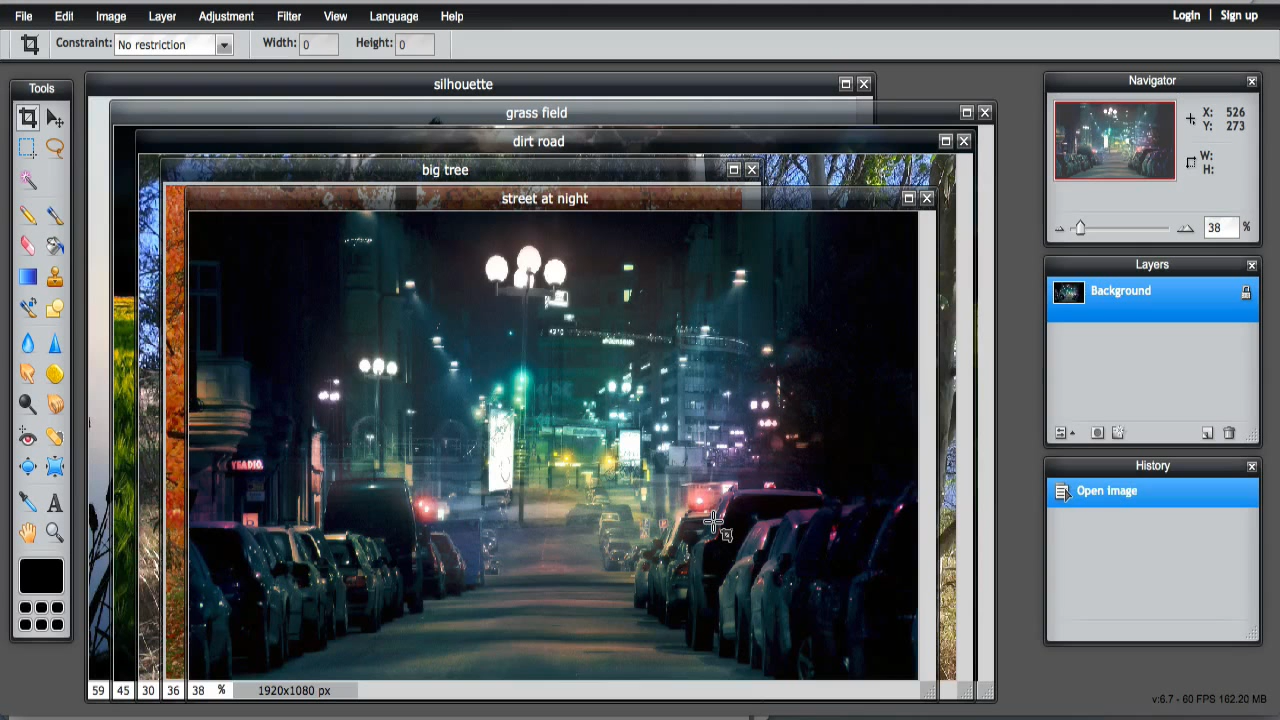 File Edit Image Layer Adjustment Filter View Language Help Login | Sign up
Constraint: No restriction Width: 0 Height: 0
Tools
silhouette
grass field
dirt road
big tree
street at night
Navigator
X: 526
Y: 273
W:
H:
38 %
Layers
Background
History
Open image
59 45 30 36 38 % 1920x1080 px
v:6.7 - 60 FPS 162.20 MB